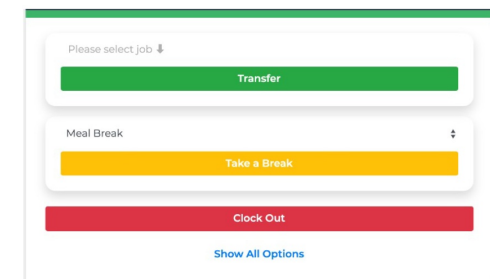 Please select job ⬇
Transfer
Meal Break
Take a Break
Clock Out
Show All Options